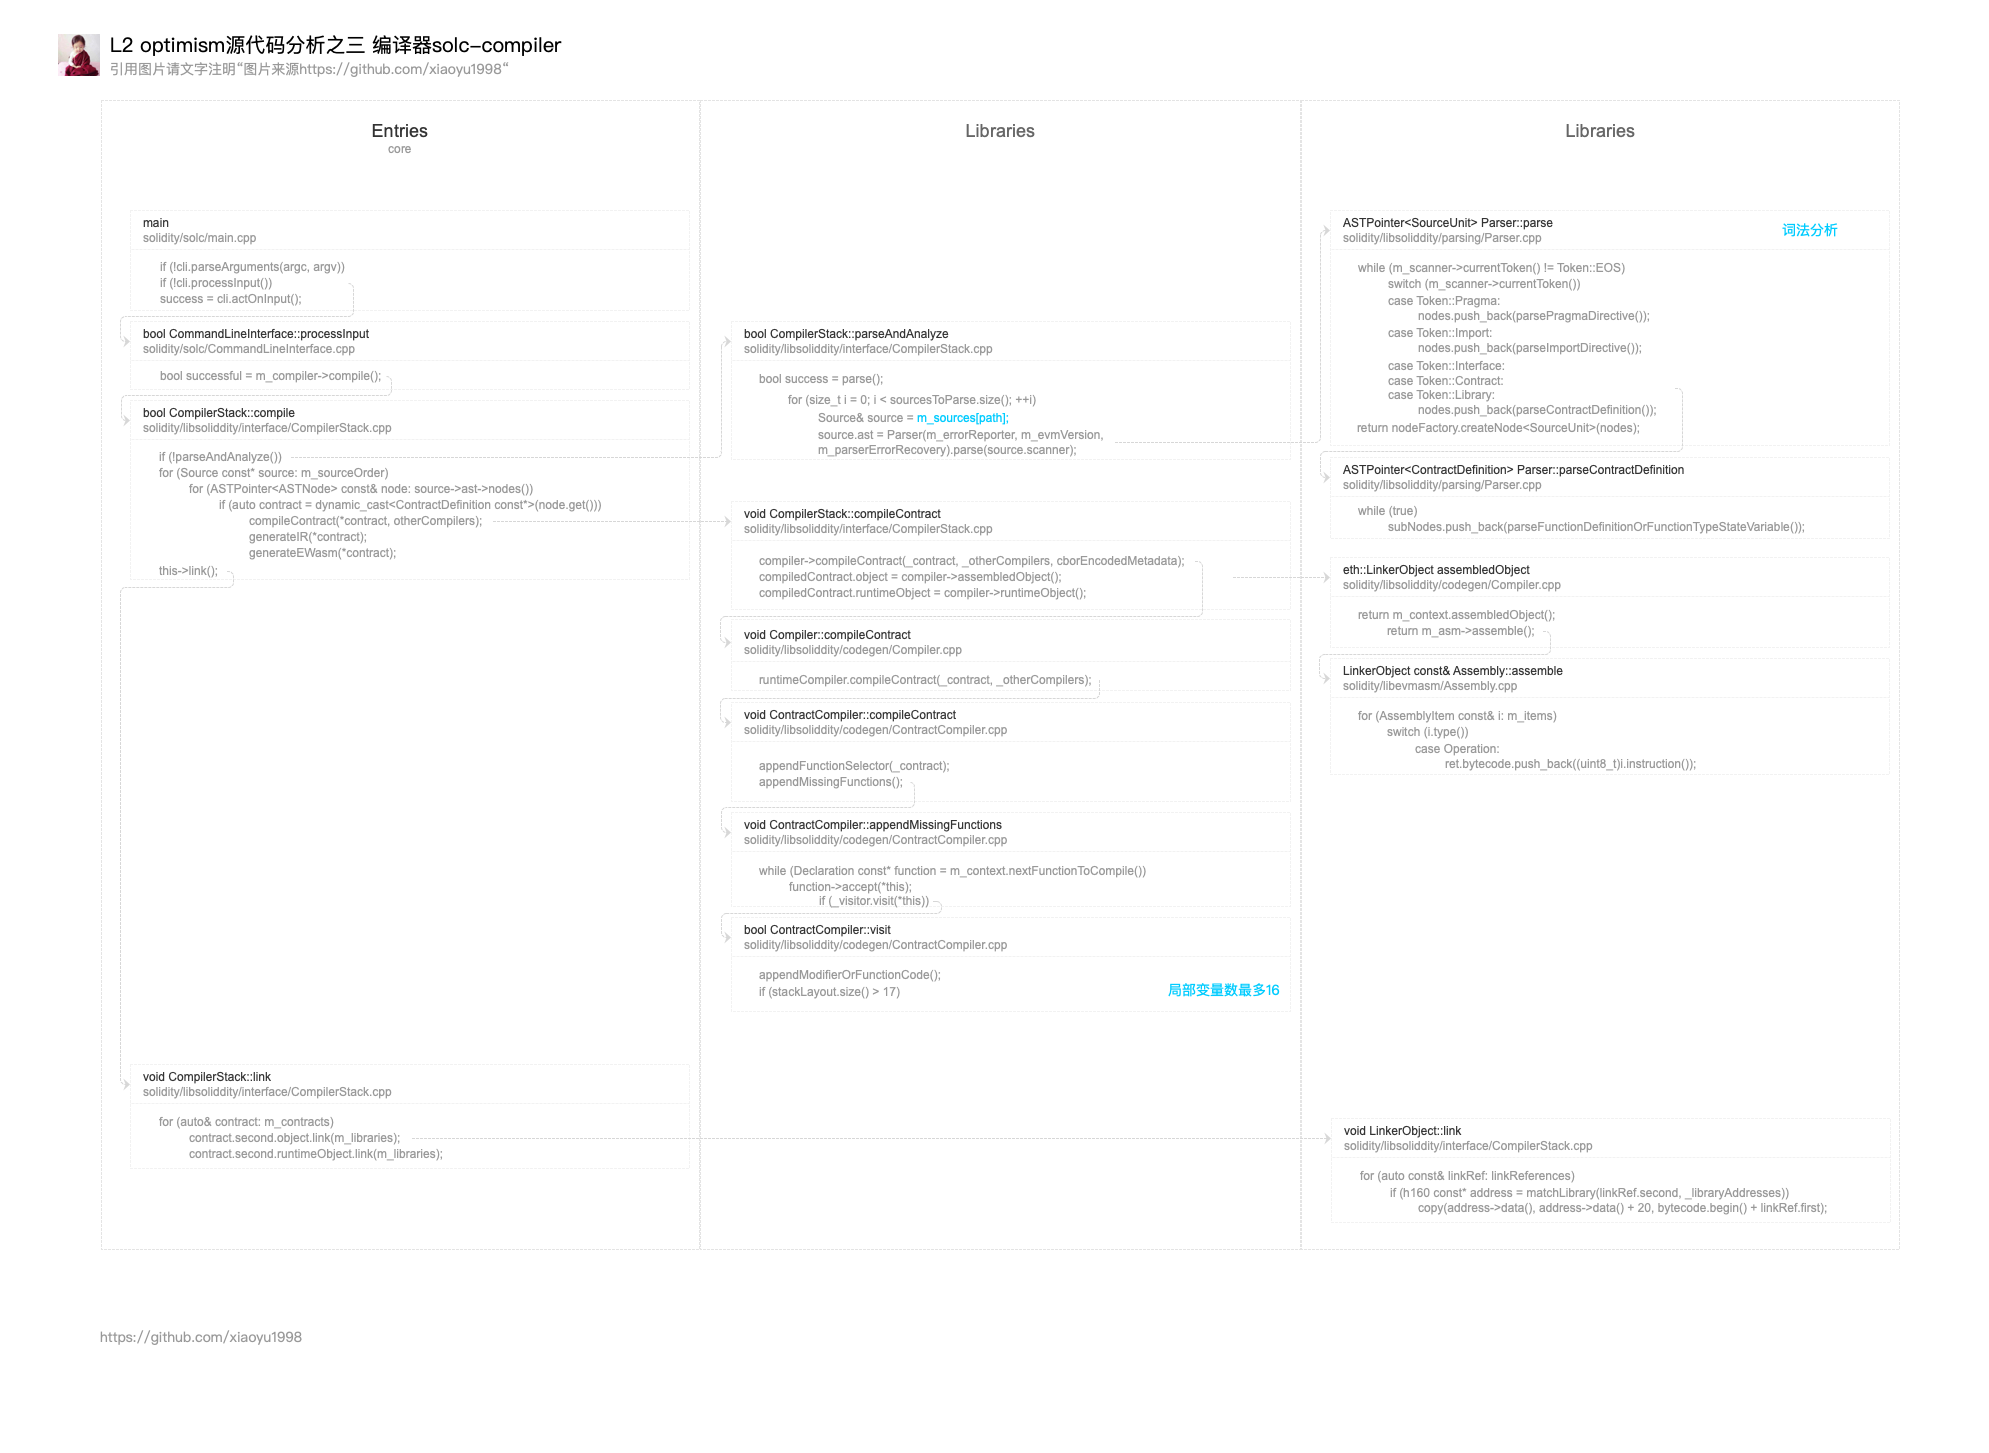 L2 optimism源代码分析之三 编译器solc-compiler
引用图片请文字注明“图片来源https://github.com/xiaoyu1998“
Entries
core
main
solidity/solc/main.cpp
if (!cli.parseArguments(argc, argv))
if (!cli.processInput())
success = cli.actOnInput();
bool CommandLineInterface::processInput
solidity/solc/CommandLineInterface.cpp
bool successful = m_compiler->compile();
bool CompilerStack::compile
solidity/libsoliddity/interface/CompilerStack.cpp
if (!parseAndAnalyze())
for (Source const* source: m_sourceOrder)
for (ASTPointer<ASTNode> const& node: source->ast->nodes())
if (auto contract = dynamic_cast<ContractDefinition const*>(node.get()))
compileContract(*contract, otherCompilers);
generateIR(*contract);
generateEWasm(*contract);
this->link();
void CompilerStack::link
solidity/libsoliddity/interface/CompilerStack.cpp
for (auto& contract: m_contracts)
contract.second.object.link(m_libraries);
contract.second.runtimeObject.link(m_libraries);
Libraries
bool CompilerStack::parseAndAnalyze
solidity/libsoliddity/interface/CompilerStack.cpp
bool success = parse();
for (size_t i = 0; i < sourcesToParse.size(); ++i)
Source& source = m_sources[path];
source.ast = Parser(m_errorReporter, m_evmVersion,
m_parserErrorRecovery).parse(source.scanner);
void CompilerStack::compileContract
solidity/libsoliddity/interface/CompilerStack.cpp
compiler->compileContract(_contract, _otherCompilers, cborEncodedMetadata);
compiledContract.object = compiler->assembledObject();
compiledContract.runtimeObject = compiler->runtimeObject();
void Compiler::compileContract
solidity/libsoliddity/codegen/Compiler.cpp
runtimeCompiler.compileContract(_contract, _otherCompilers);
void ContractCompiler::compileContract
solidity/libsoliddity/codegen/ContractCompiler.cpp
appendFunctionSelector(_contract);
appendMissingFunctions();
void ContractCompiler::appendMissingFunctions
solidity/libsoliddity/codegen/ContractCompiler.cpp
while (Declaration const* function = m_context.nextFunctionToCompile())
function->accept(*this);
if (_visitor.visit(*this))
bool ContractCompiler::visit
solidity/libsoliddity/codegen/ContractCompiler.cpp
appendModifierOrFunctionCode();
if (stackLayout.size() > 17)
局部变量数最多16
Libraries
ASTPointer<SourceUnit> Parser::parse
solidity/libsoliddity/parsing/Parser.cpp
词法分析
while (m_scanner->currentToken() != Token::EOS)
switch (m_scanner->currentToken())
case Token::Pragma:
nodes.push_back(parsePragmaDirective());
case Token::Import:
nodes.push_back(parseImportDirective());
case Token::Interface:
case Token::Contract:
case Token::Library:
nodes.push_back(parseContractDefinition());
return nodeFactory.createNode<SourceUnit>(nodes);
ASTPointer<ContractDefinition> Parser::parseContractDefinition
solidity/libsoliddity/parsing/Parser.cpp
while (true)
subNodes.push_back(parseFunctionDefinitionOrFunctionTypeStateVariable());
eth::LinkerObject assembledObject
solidity/libsoliddity/codegen/Compiler.cpp
return m_context.assembledObject();
return m_asm->assemble();
LinkerObject const& Assembly::assemble
solidity/libevmasm/Assembly.cpp
for (AssemblyItem const& i: m_items)
switch (i.type())
case Operation:
ret.bytecode.push_back((uint8_t)i.instruction());
void LinkerObject::link
solidity/libsoliddity/interface/CompilerStack.cpp
for (auto const& linkRef: linkReferences)
if (h160 const* address = matchLibrary(linkRef.second, _libraryAddresses))
copy(address->data(), address->data() + 20, bytecode.begin() + linkRef.first);
https://github.com/xiaoyu1998